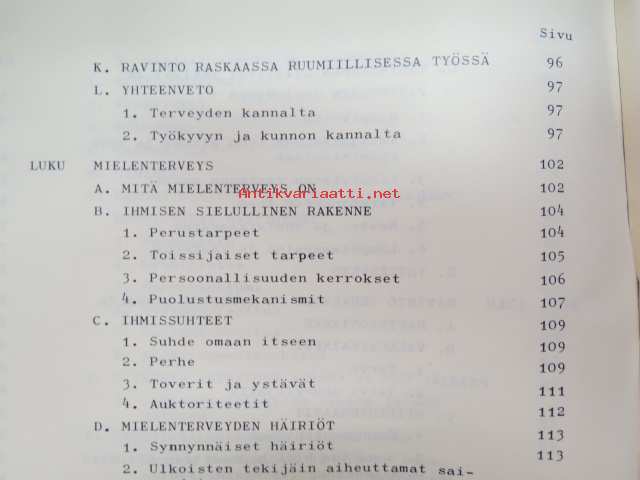 Sivu
K. RAVINTO RASKAASSA RUUMIILLISESSA TYÖSSÄ 96
L. YHTEENVETO 97
1. Terveyden kannalta 97
2. Työkyvyn ja kunnon kannalta 97
LUKU MIELENTERVEYS 102
A. MITÄ MIELENTERVEYS ON 102
Antikvariaatti.net
B. IHMISEN SIELULLINEN RAKENNE 104
1. Perustarpeet 104
2. Toissijaiset tarpeet 105
3. Persoonallisuuden kerrokset 106
4. Puolustusmekanismit 107
C. IHMISSUHTEET 109
1. Suhde omaan itseen 109
2. Perhe 109
3. Toverit ja ystävät 111
4. Auktoriteetit 112
D. MIELENTERVEYDEN HÄIRIÖT 113
1. Synnynnäiset häiriöt 113
2. Ulkoisten tekijäin aiheuttamat sai-